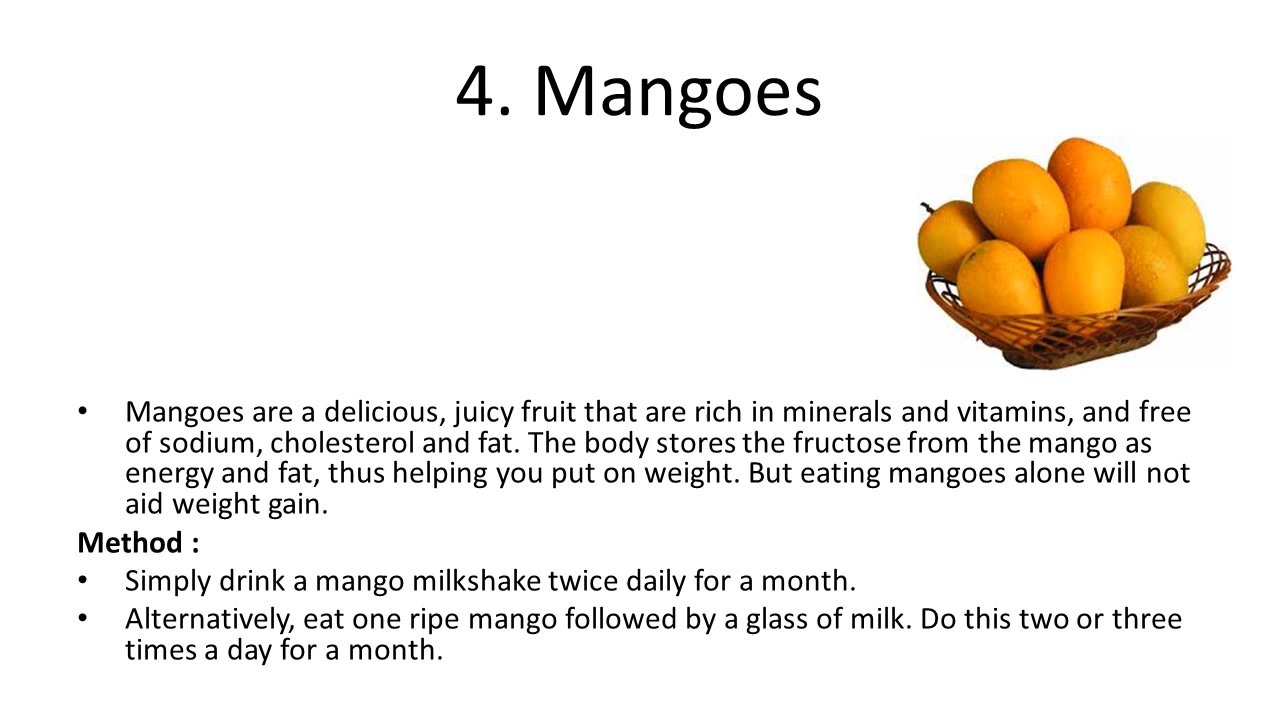 4. Mangoes
• Mangoes are a delicious, juicy fruit that are rich in minerals and vitamins, and free
of sodium, cholesterol and fat. The body stores the fructose from the mango as
energy and fat, thus helping you put on weight. But eating mangoes alone will not
aid weight gain.
Method :
• Simply drink a mango milkshake twice daily for a month.
• Alternatively, eat one ripe mango followed by a glass of milk. Do this two or three
times a day for a month.